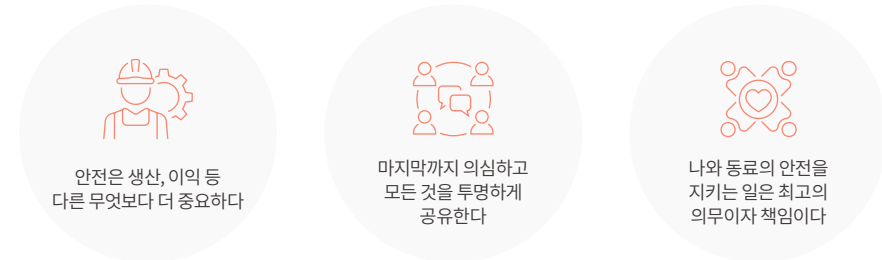 안전은 생산, 이익 등
다른 무엇보다 더 중요하다
마지막까지 의심하고
모든 것을 투명하게
공유한다
나와 동료의 안전을
지키는 일은 최고의
의무이자 책임이다